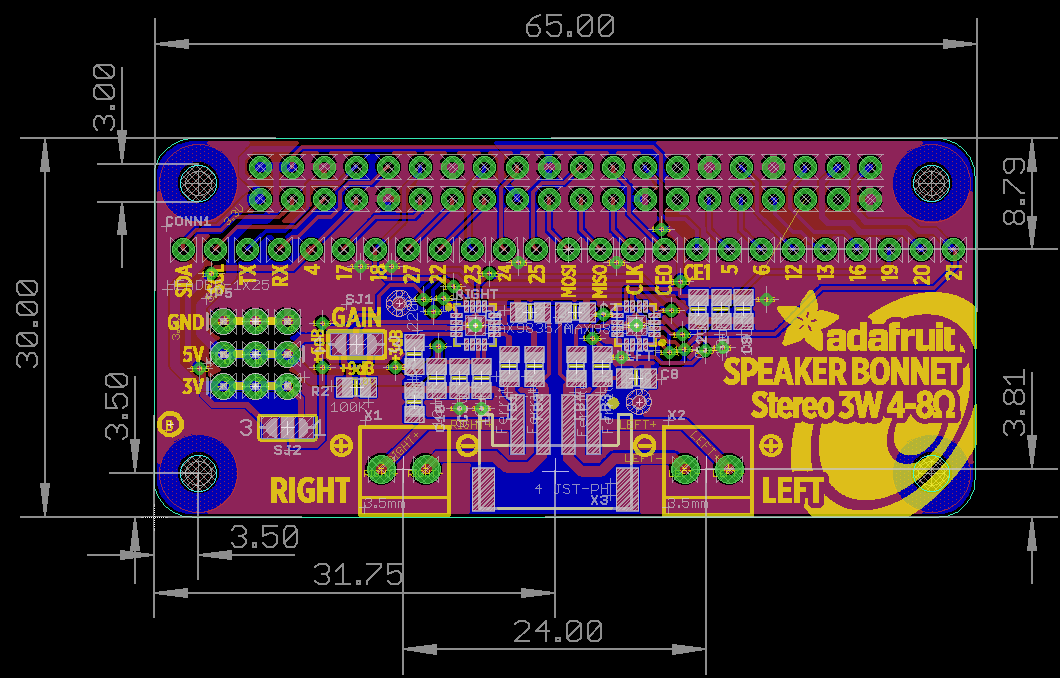 65.00
3.00
8.79
30.00
CONN1
3.3V
SDA
SCL
TX
RX
4
17
18
27
22
23
24
25
MOSI
MISO
CLK
CE0
CE1
5
6
12
13
16
19
20
21
SJ1
RIGHT
GAIN
GND
5V
3V
+9dB
R2
100K
X1
C8
X2
adafruit
SPEAKER BONNET
Stereo 3W 4-8Ω
3
1
SJ2
RIGHT
3.5mm
LEFT+
LEFT-
4 JST-PH
X3
3.5mm
LEFT
3.50
3.81
3.50
31.75
24.00